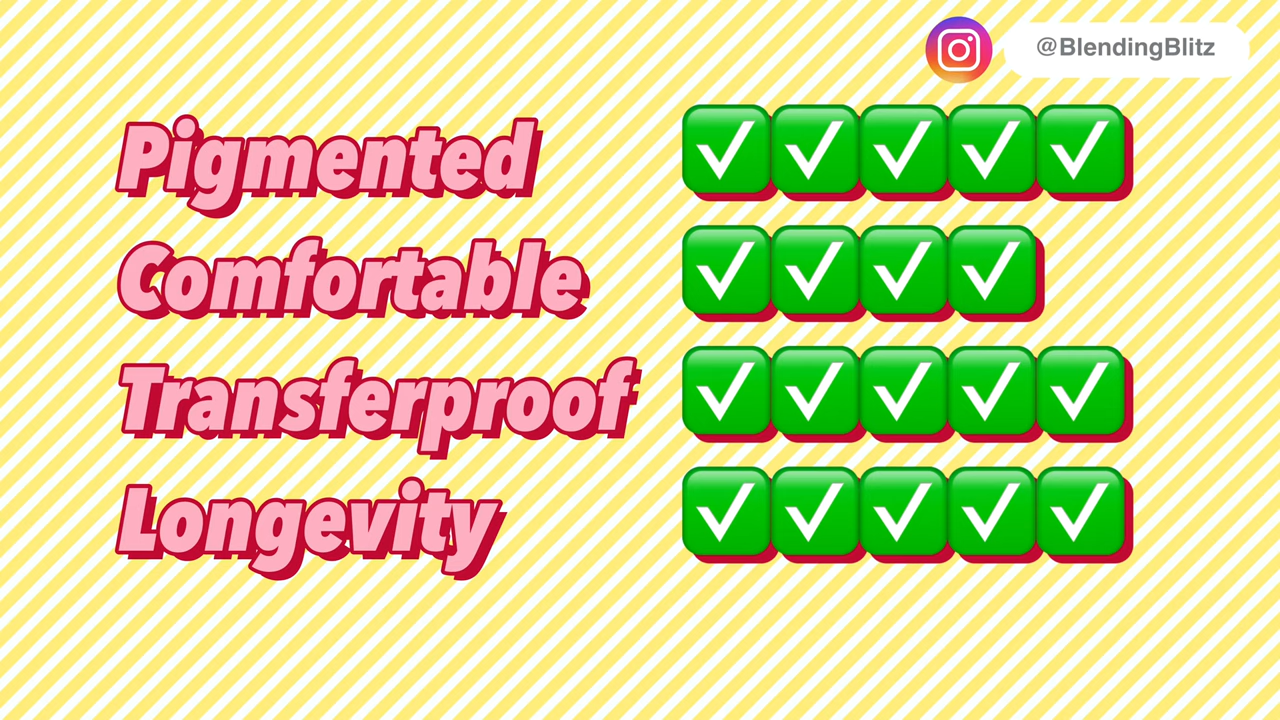 @BlendingBlitz
Pigmented ✅✅✅✅✅
Comfortable ✅✅✅✅
Transferproof ✅✅✅✅✅
Longevity ✅✅✅✅✅